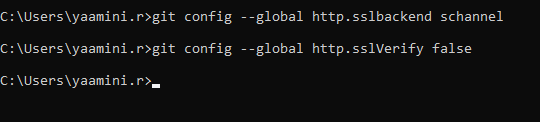 C:\Users\yaamini.r>git config --global http.sslbackend schannel
C:\Users\yaamini.r>git config --global http.sslVerify false
C:\Users\yaamini.r>